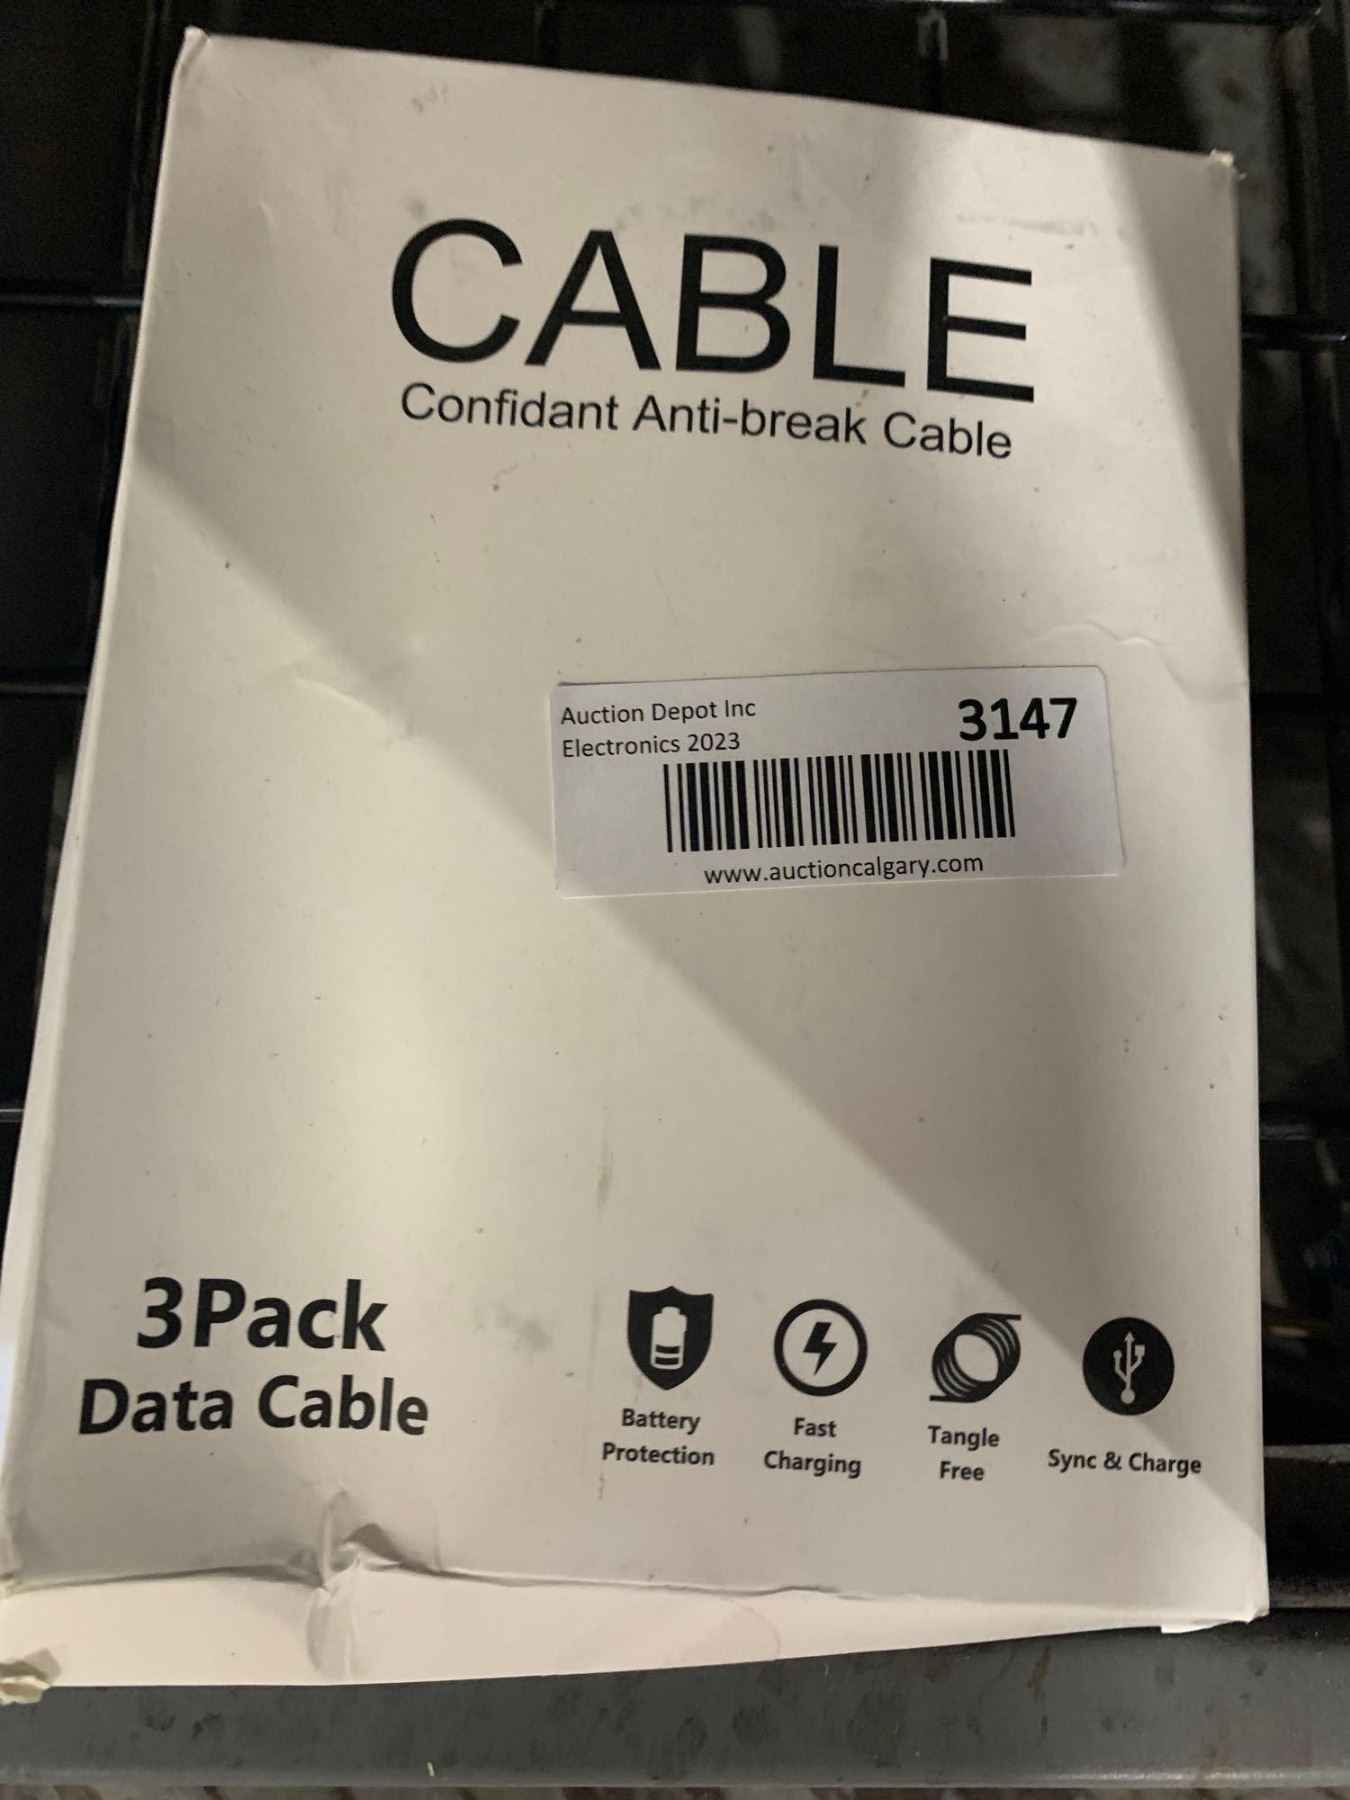 CABLE
Confidant Anti-break Cable
Auction Depot Inc
3147
Electronics 2023
www.auctioncalgary.com
3Pack
Data Cable
Battery
Protection
Fast
Charging
Tangle
Free
Sync & Charge